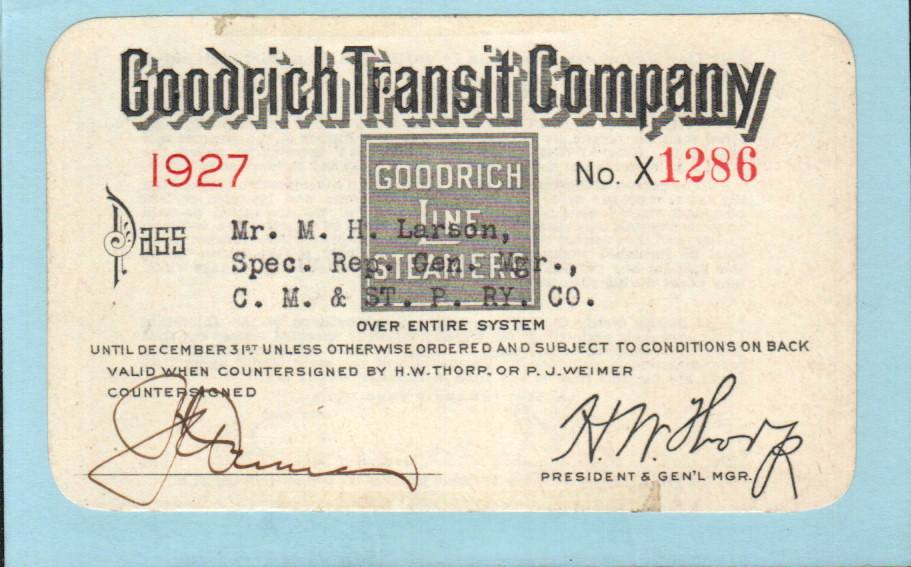 Goodrich Transit Company
1927
No. X1286
GOODRICH
LINE
STEAMERS
Pass
Mr. M. H. Larson,
Spec. Rep. Gen. Mgr.,
C. M. & ST. P. RY. CO.
OVER ENTIRE SYSTEM
UNTIL DECEMBER 31ST UNLESS OTHERWISE ORDERED AND SUBJECT TO CONDITIONS ON BACK
VALID WHEN COUNTERSIGNED BY H.W. THORP. OR P. J. WEIMER
COUNTERSIGNED
H. W. Thorp
PRESIDENT & GEN'L MGR.